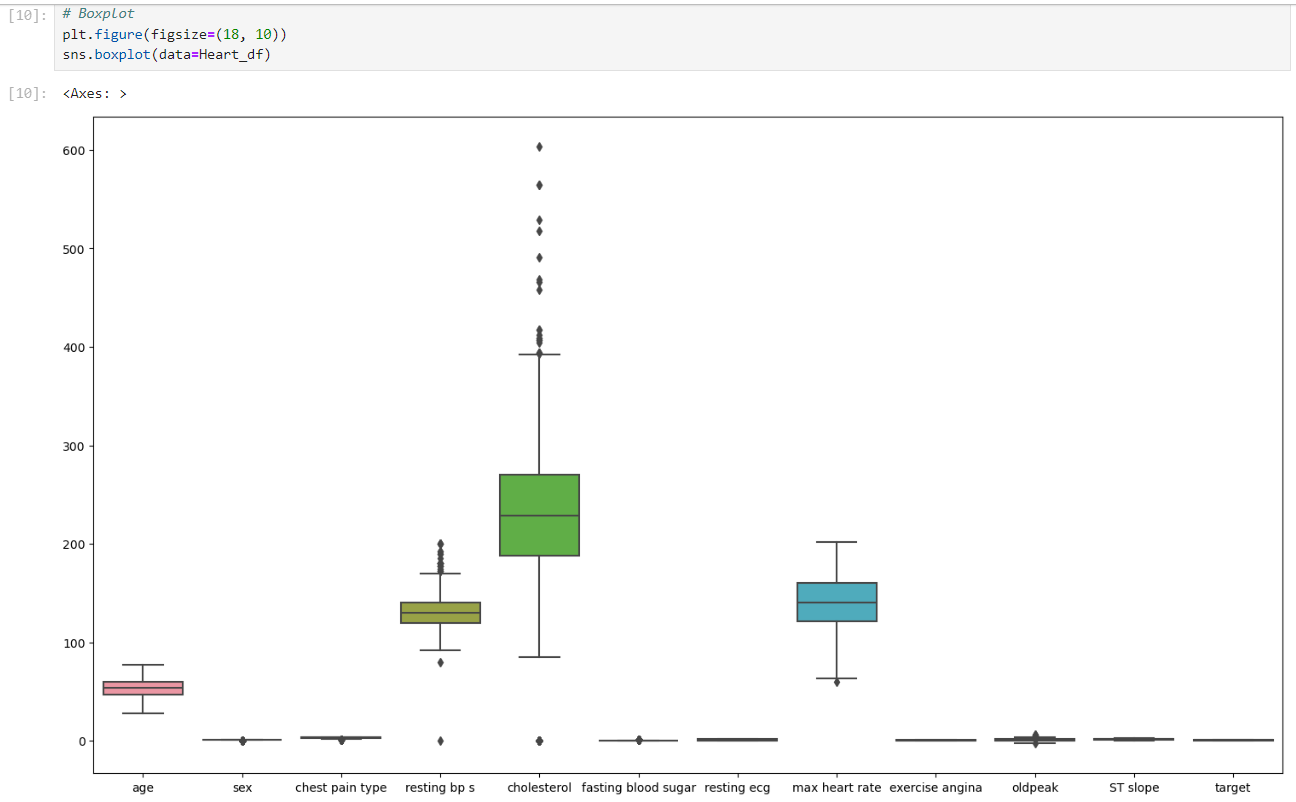 [10]: # Boxplot
plt.figure(figsize=(18, 10))
sns.boxplot(data=Heart_df)
[10]: <Axes: >
600
500
400
300
200
100
0
age sex chest pain type resting bp s cholesterol fasting blood sugar resting ecg max heart rate exercise angina oldpeak ST slope target